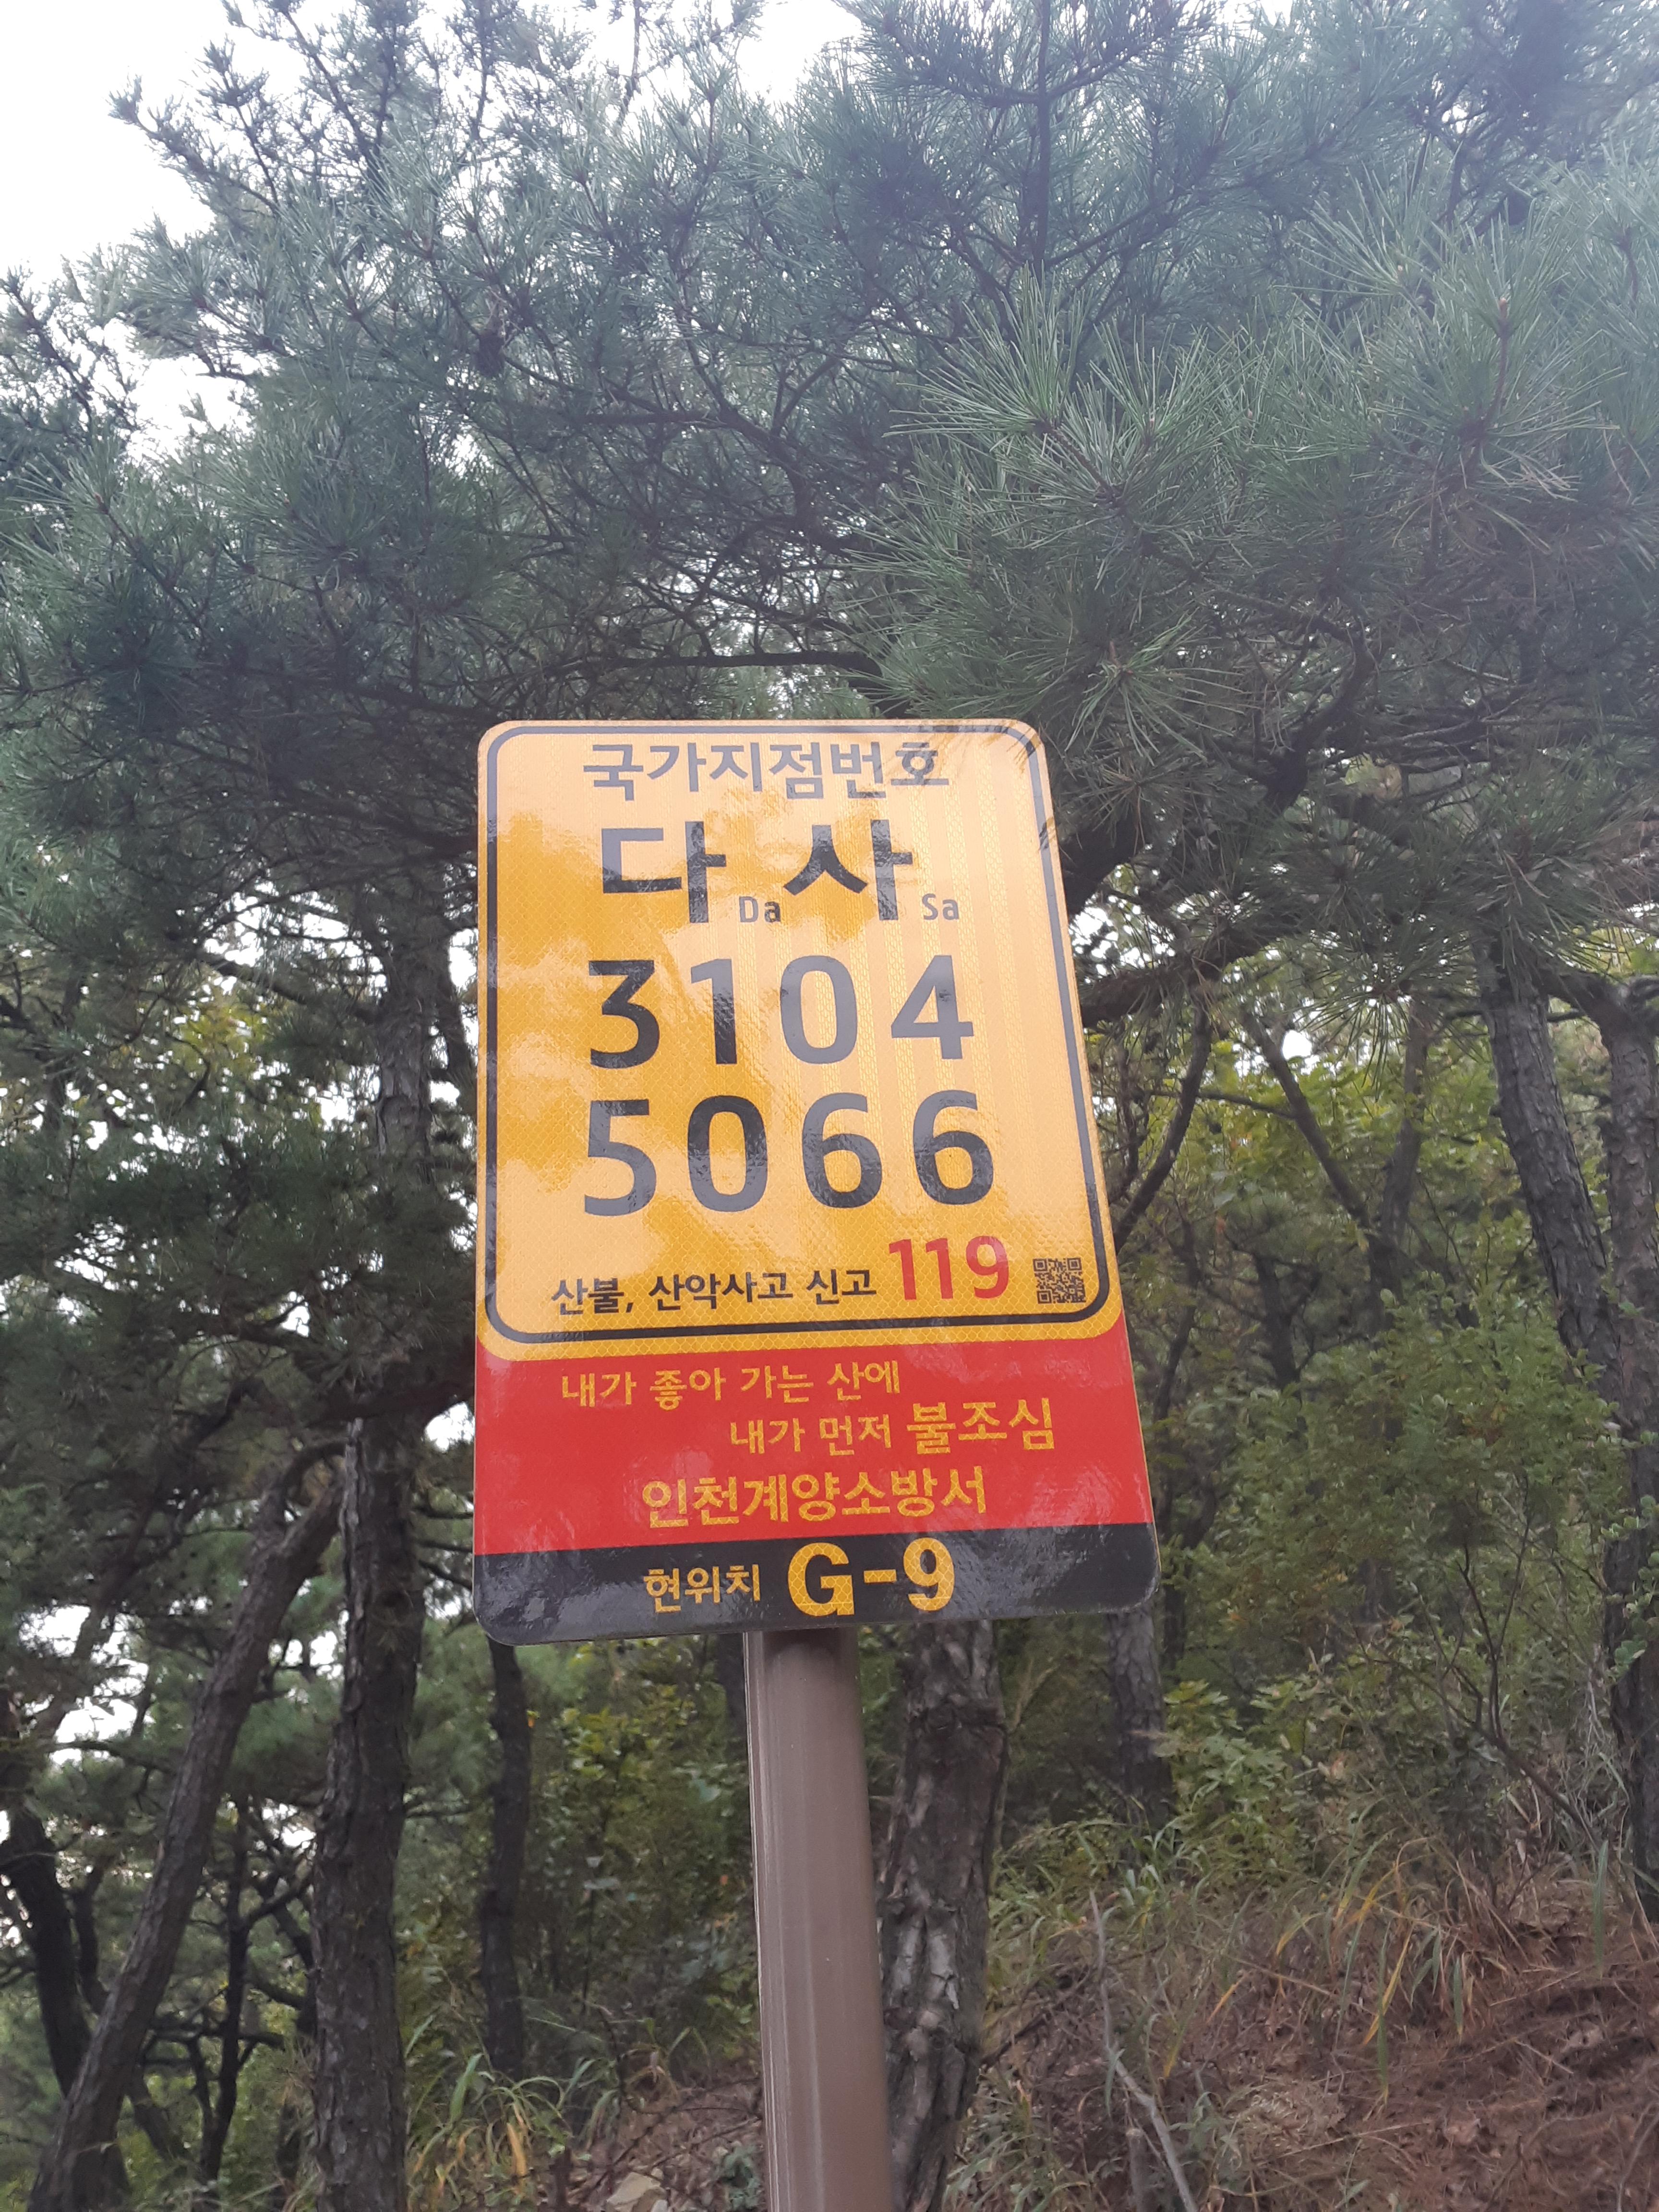 국가지점번호
다 Da 사 Sa
3104
5066
산불, 산악사고 신고 119
내가 좋아 가는 산에
내가 먼저 불조심
인천계양소방서
현위치 G-9